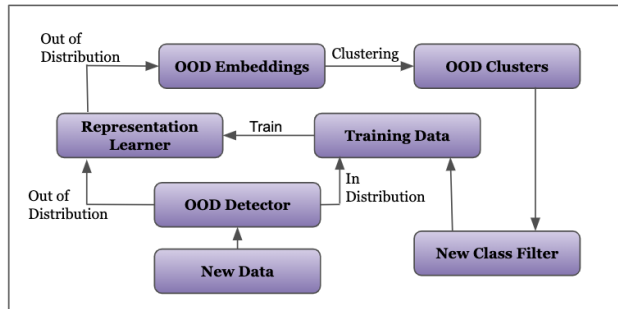 Out of
Distribution
OOD Embeddings
Clustering
OOD Clusters
Representation
Learner
Train
Training Data
Out of
Distribution
OOD Detector
In
Distribution
New Data
New Class Filter